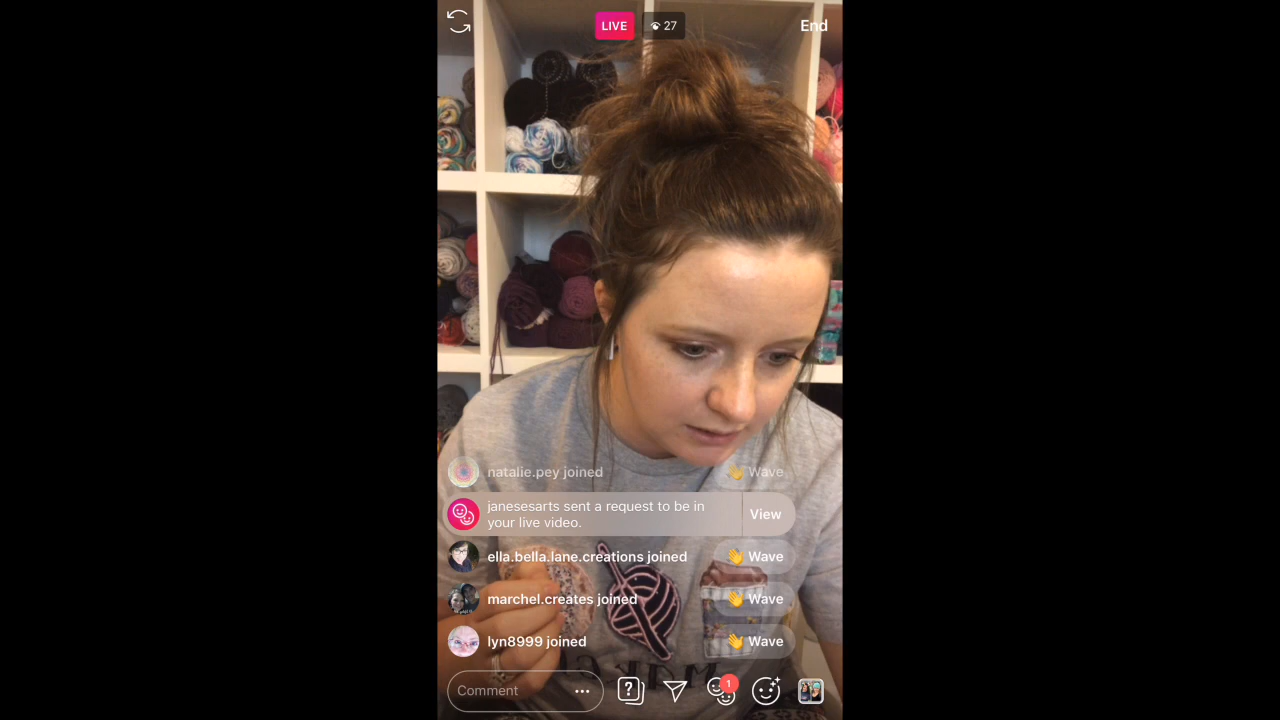 LIVE
27
End
natalie.pey joined
Wave
janesesarts sent a request to be in
your live video.
View
ella.bella.lane.creations joined
Wave
marchel.creates joined
Wave
lyn8999 joined
Wave
Comment
1